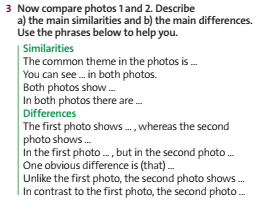 3 Now compare photos 1 and 2. Describe
a) the main similarities and b) the main differences.
Use the phrases below to help you.
Similarities
The common theme in the photos is ...
You can see ... in both photos.
Both photos show ...
In both photos there are ...
Differences
The first photo shows ... , whereas the second
photo shows ...
In the first photo ... , but in the second photo ...
One obvious difference is (that) ...
Unlike the first photo, the second photo shows ...
In contrast to the first photo, the second photo ...